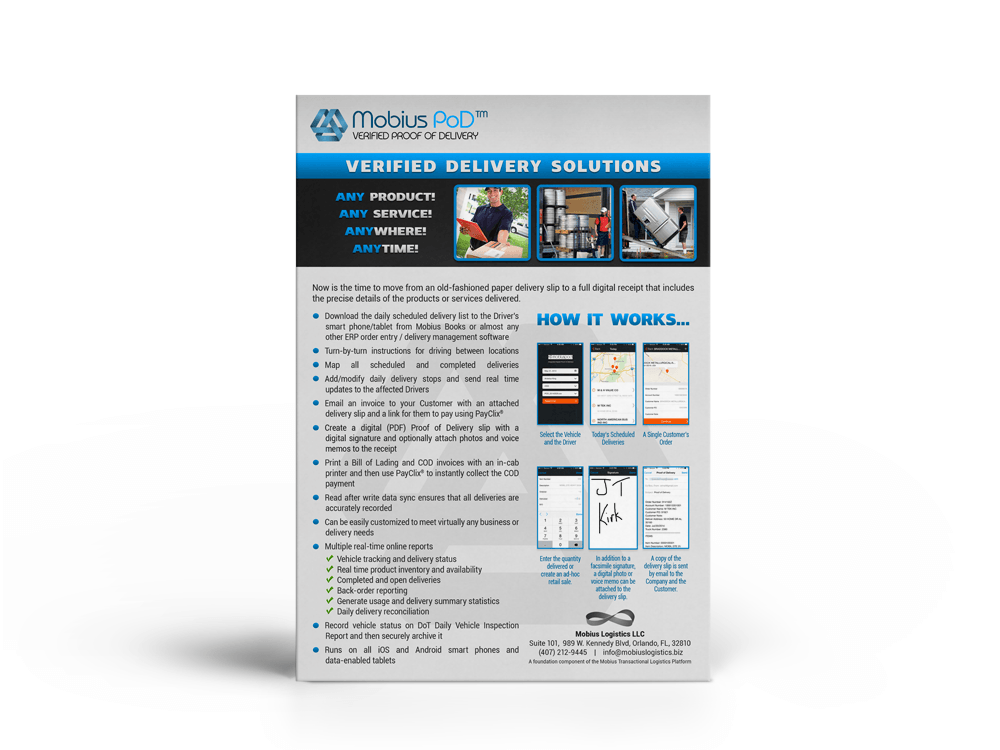 Mobius PoD™
VERIFIED PROOF OF DELIVERY
VERIFIED DELIVERY SOLUTIONS
ANY PRODUCT!
ANY SERVICE!
ANYWHERE!
ANYTIME!
Now is the time to move from an old-fashioned paper delivery slip to a full digital receipt that includes
the precise details of the products or services delivered.
Download the daily scheduled delivery list to the Driver's
smart phone/tablet from Mobius Books or almost any
other ERP order entry / delivery management software
Turn-by-turn instructions for driving between locations
Map all scheduled and completed deliveries
Add/modify daily delivery stops and send real time
updates to the affected Drivers
Email an invoice to your Customer with an attached
delivery slip and a link for them to pay using PayClix®
Create a digital (PDF) Proof of Delivery slip with a
digital signature and optionally attach photos and voice
memos to the receipt
Print a Bill of Lading and COD invoices with an in-cab
printer and then use PayClix® to instantly collect the COD
payment
Read after write data sync ensures that all deliveries are
accurately recorded
Can be easily customized to meet virtually any business or
delivery needs
Multiple real-time online reports
Vehicle tracking and delivery status
Real time product inventory and availability
Completed and open deliveries
Back-order reporting
Generate usage and delivery summary statistics
Daily delivery reconciliation
Record vehicle status on DoT Daily Vehicle Inspection
Report and then securely archive it
Runs on all iOS and Android smart phones and
data-enabled tablets
HOW IT WORKS...
Select the Vehicle
and the Driver
Today
Today's Scheduled
Deliveries
A Single Customer's
Order
1 2 3
4 5 6
7 8 9
0
Enter the quantity
delivered or
create an ad-hoc
retail sale.
Signature
JT
Kirk
In addition to a
facsimile signature,
a digital photo or
voice memo can be
attached to the
delivery slip.
Proof of Delivery
A copy of the
delivery slip is sent
by email to the
Company and the
Customer.
Mobius Logistics LLC
Suite 101, 989 W. Kennedy Blvd, Orlando, FL, 32810
(407) 212-9445 | info@mobiuslogistics.biz
A foundation component of the Mobius Transactional Logistics Platform